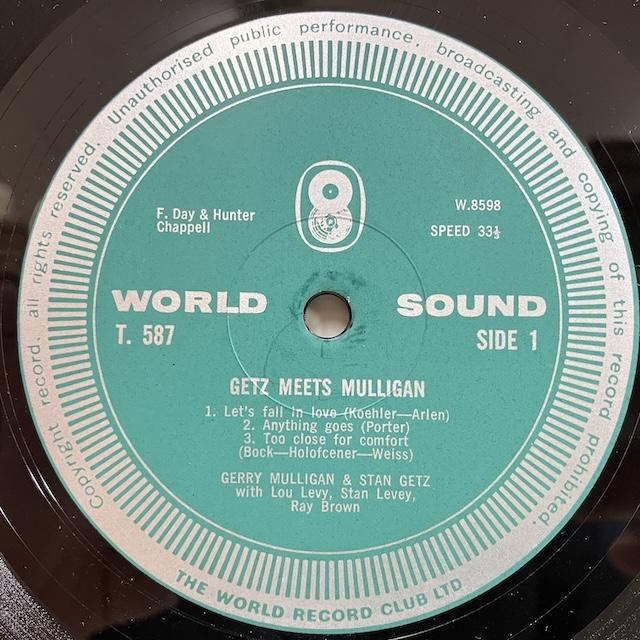 Copyright record. all rights reserved. Unauthorised public performance, broadcasting and copying of this record prohibited.
F. Day & Hunter
Chappell
W.8598
SPEED 33⅓
WORLD SOUND
T. 587
SIDE 1
GETZ MEETS MULLIGAN
1. Let's fall in love (Koehler—Arlen)
2. Anything goes (Porter)
3. Too close for comfort
(Bock—Holofcener—Weiss)
GERRY MULLIGAN & STAN GETZ
with Lou Levy, Stan Levey,
Ray Brown
THE WORLD RECORD CLUB LTD